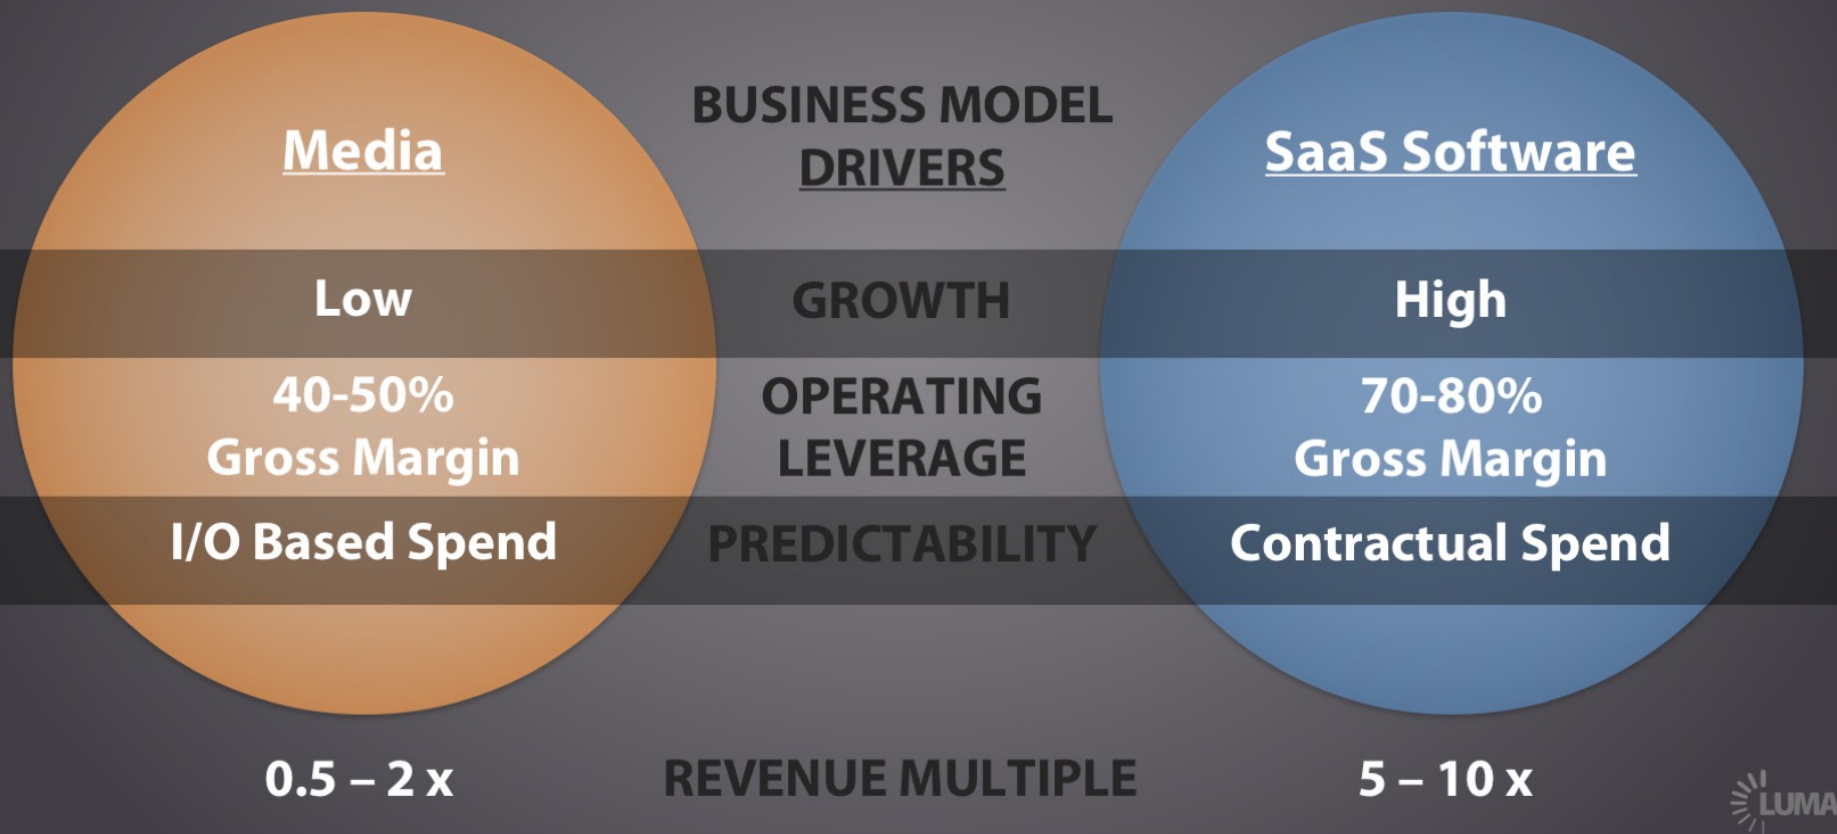 BUSINESS MODEL
DRIVERS
Media
SaaS Software
Low
GROWTH
High
40-50%
Gross Margin
OPERATING
LEVERAGE
70-80%
Gross Margin
I/O Based Spend
PREDICTABILITY
Contractual Spend
0.5 – 2 x
REVENUE MULTIPLE
5 – 10 x
LUMA